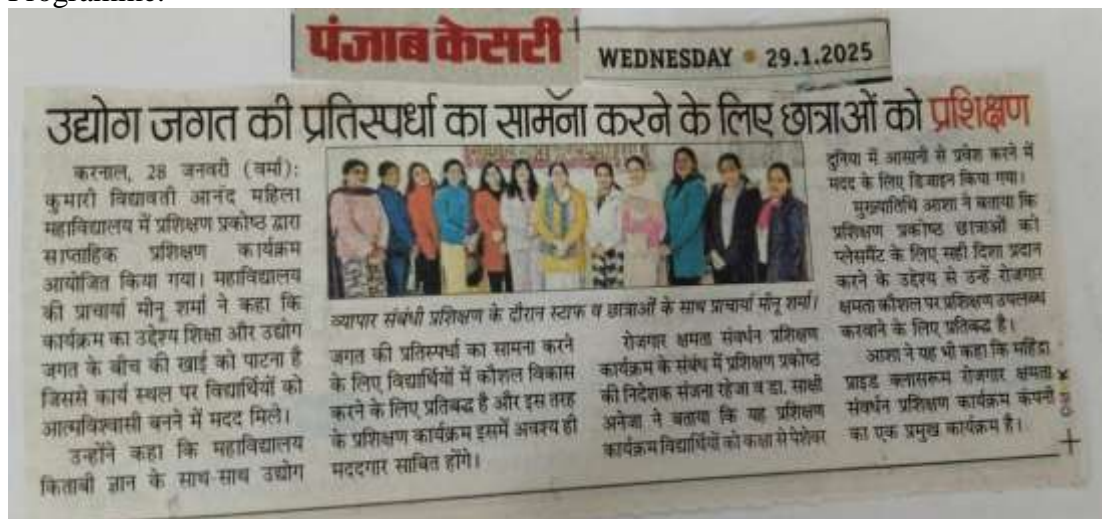 Programme.
पंजाब केसरी
WEDNESDAY • 29.1.2025
उद्योग जगत की प्रतिस्पर्धा का सामना करने के लिए छात्राओं को प्रशिक्षण
करनाल, 28 जनवरी (वर्मा):
कुमारी विद्यावती आनंद महिला
महाविद्यालय में प्रशिक्षण प्रकोष्ठ द्वारा
साप्ताहिक प्रशिक्षण कार्यक्रम
आयोजित किया गया। महाविद्यालय
की प्राचार्या मीनू शर्मा ने कहा कि
कार्यक्रम का उद्देश्य शिक्षा और उद्योग
जगत के बीच की खाई को पाटना है
जिससे कार्य स्थल पर विद्यार्थियों को
आत्मविश्वासी बनने में मदद मिले।
उन्होंने कहा कि महाविद्यालय
किताबी ज्ञान के साथ-साथ उद्योग
व्यापार संबंधी प्रशिक्षण के दौरान स्टाफ व छात्राओं के साथ प्राचार्या मीनू शर्मा।
जगत की प्रतिस्पर्धा का सामना करने
के लिए विद्यार्थियों में कौशल विकास
करने के लिए प्रतिबद्ध है और इस तरह
के प्रशिक्षण कार्यक्रम इसमें अवश्य ही
मददगार साबित होंगे।
रोजगार क्षमता संवर्धन प्रशिक्षण
कार्यक्रम के संबंध में प्रशिक्षण प्रकोष्ठ
की निदेशक संजना रहेजा व डा. साक्षी
अनेजा ने बताया कि यह प्रशिक्षण
कार्यक्रम विद्यार्थियों को कक्षा से पेशेवर
दुनिया में आसानी से प्रवेश करने में
मदद के लिए डिजाइन किया गया।
मुख्यातिथि आशा ने बताया कि
प्रशिक्षण प्रकोष्ठ छात्राओं को
प्लेसमैंट के लिए सही दिशा प्रदान
करने के उद्देश्य से उन्हें रोजगार
क्षमता कौशल पर प्रशिक्षण उपलब्ध
करवाने के लिए प्रतिबद्ध है।
आशा ने यह भी कहा कि महिंद्रा
प्राइड क्लासरूम रोजगार क्षमता
संवर्धन प्रशिक्षण कार्यक्रम कंपनी
का एक प्रमुख कार्यक्रम है।